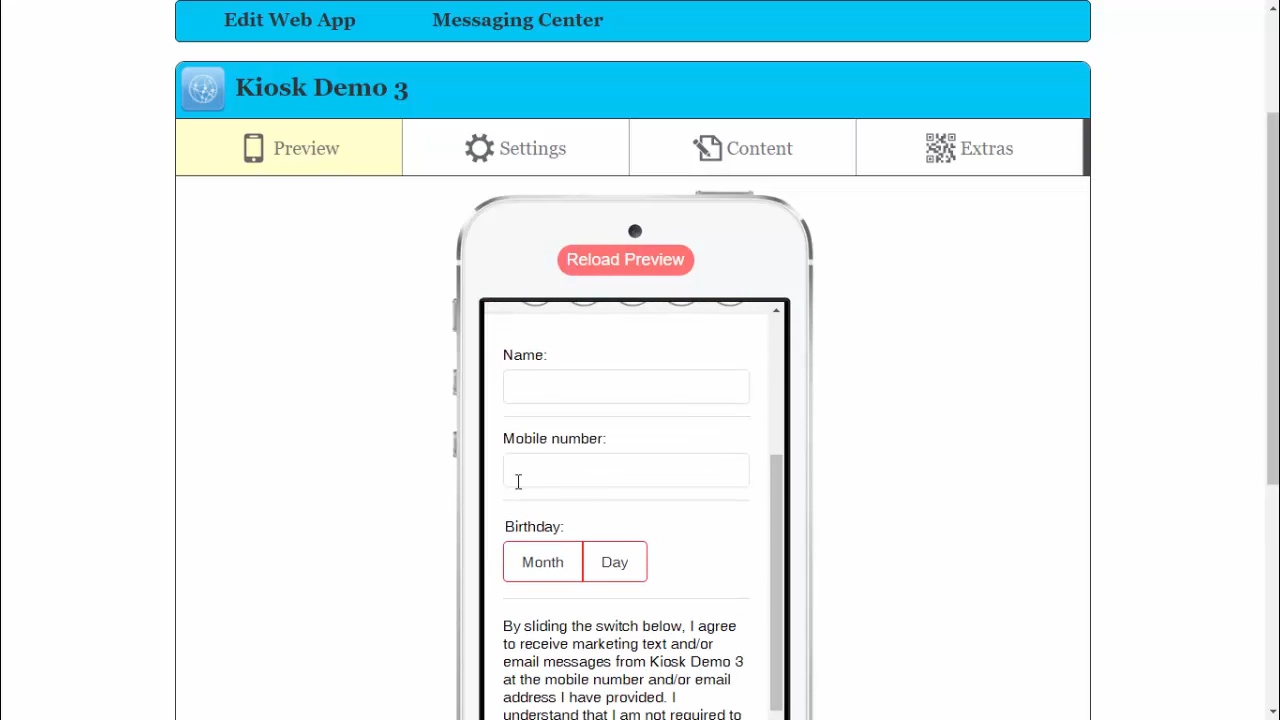 Edit Web App Messaging Center
Kiosk Demo 3
Preview Settings Content Extras
Reload Preview
Name:
Mobile number:
Birthday:
Month Day
By sliding the switch below, I agree
to receive marketing text and/or
email messages from Kiosk Demo 3
at the mobile number and/or email
address I have provided. I
understand that I am not required to